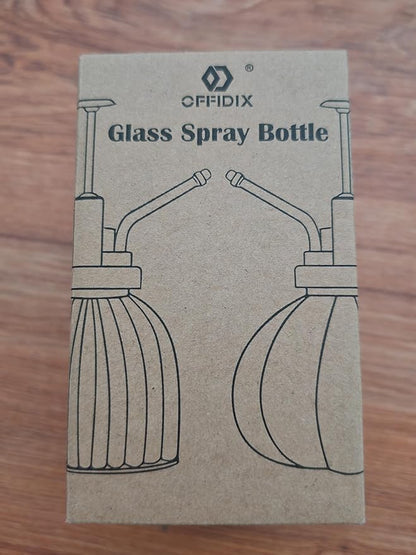 ®
OFFIDIX
Glass Spray Bottle